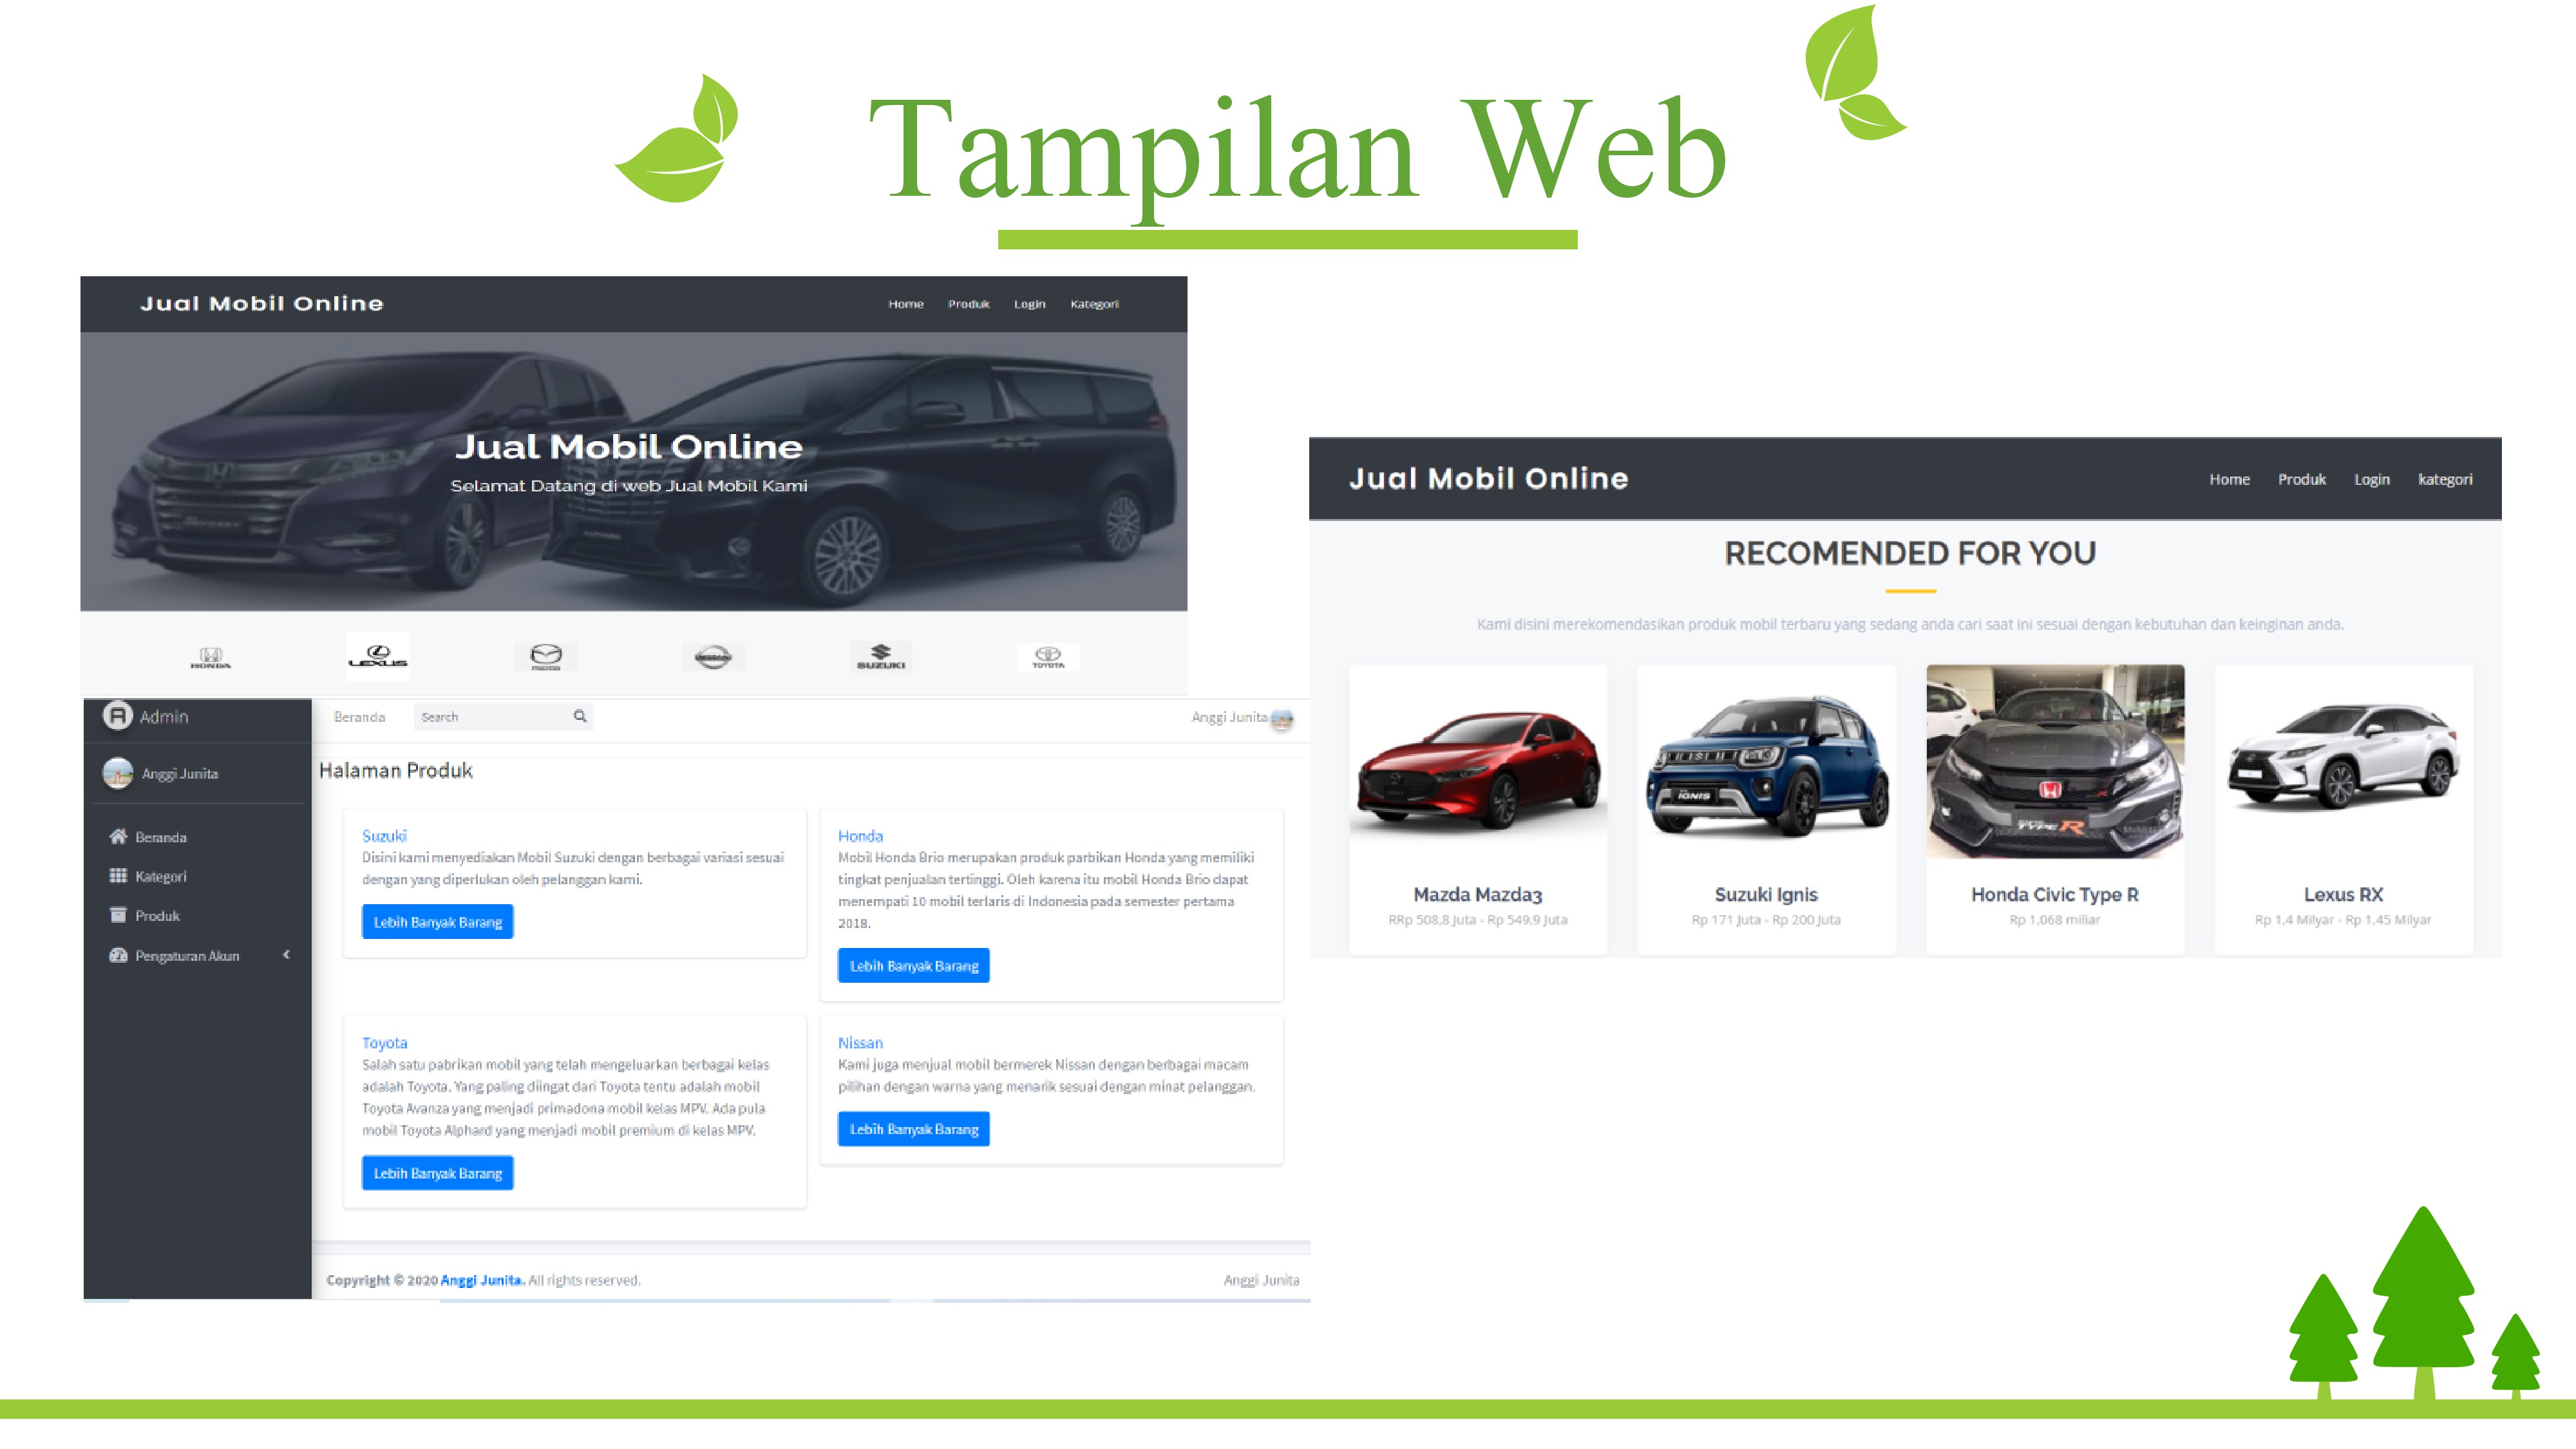 Tampilan Web
Jual Mobil Online
Home Produk Login Kategori
Jual Mobil Online
Selamat Datang di web Jual Mobil Kami
HONDA LEXUS mazda NISSAN SUZUKI TOYOTA
Admin
Anggi Junita
Beranda
Kategori
Produk
Pengaturan Akun
Beranda Search Anggi Junita
Halaman Produk
Suzuki
Disini kami menyediakan Mobil Suzuki dengan berbagai variasi sesuai
dengan yang diperlukan oleh pelanggan kami.
Lebih Banyak Barang
Honda
Mobil Honda Brio merupakan produk parbikan Honda yang memiliki
tingkat penjualan tertinggi. Oleh karena itu mobil Honda Brio dapat
menempati 10 mobil terlaris di Indonesia pada semester pertama
2018.
Lebih Banyak Barang
Toyota
Salah satu pabrikan mobil yang telah mengeluarkan berbagai kelas
adalah Toyota. Yang paling diingat dari Toyota tentu adalah mobil
Toyota Avanza yang menjadi primadona mobil kelas MPV. Ada pula
mobil Toyota Alphard yang menjadi mobil premium di kelas MPV.
Lebih Banyak Barang
Nissan
Kami juga menjual mobil bermerek Nissan dengan berbagai macam
pilihan dengan warna yang menarik sesuai dengan minat pelanggan.
Lebih Banyak Barang
Copyright © 2020 Anggi Junita. All rights reserved. Anggi Junita
Jual Mobil Online
Home Produk Login kategori
RECOMENDED FOR YOU
Kami disini merekomendasikan produk mobil terbaru yang sedang anda cari saat ini sesuai dengan kebutuhan dan keinginan anda.
IGNIS
TYPE R
Mazda Mazda3
RRp 508,8 Juta - Rp 549,9 Juta
Suzuki Ignis
Rp 171 Juta - Rp 200 Juta
Honda Civic Type R
Rp 1,068 miliar
Lexus RX
Rp 1,4 Milyar - Rp 1,45 Milyar